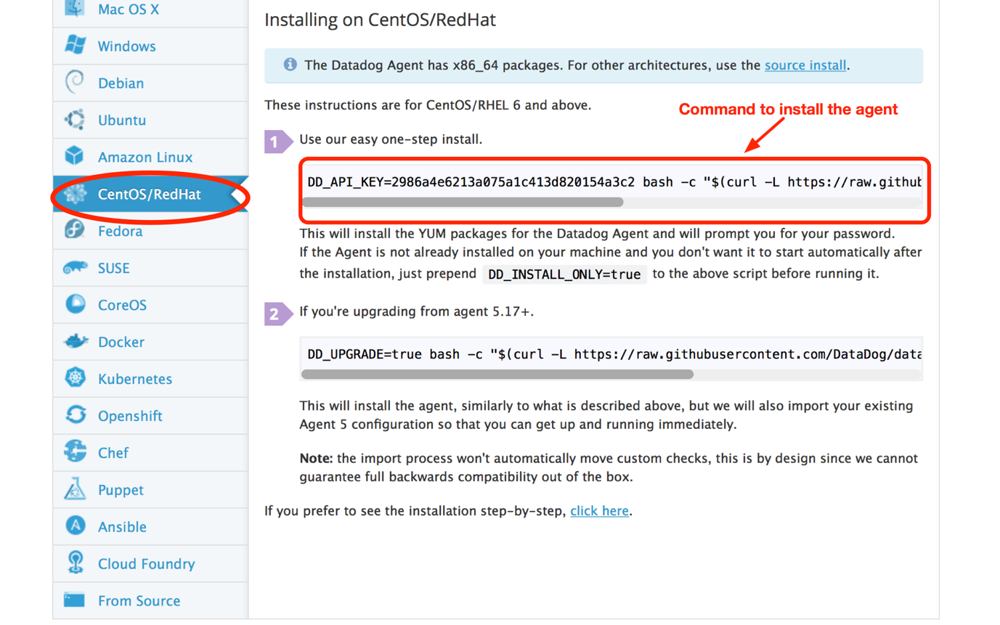 Mac OS X
Windows
Debian
Ubuntu
Amazon Linux
CentOS/RedHat
Fedora
SUSE
CoreOS
Docker
Kubernetes
Openshift
Chef
Puppet
Ansible
Cloud Foundry
From Source
Installing on CentOS/RedHat
The Datadog Agent has x86_64 packages. For other architectures, use the source install.
These instructions are for CentOS/RHEL 6 and above.
Command to install the agent
1 Use our easy one-step install.
DD_API_KEY=2986a4e6213a075a1c413d820154a3c2 bash -c "$(curl -L https://raw.github
This will install the YUM packages for the Datadog Agent and will prompt you for your password.
If the Agent is not already installed on your machine and you don't want it to start automatically after
the installation, just prepend DD_INSTALL_ONLY=true to the above script before running it.
2 If you're upgrading from agent 5.17+.
DD_UPGRADE=true bash -c "$(curl -L https://raw.githubusercontent.com/DataDog/data
This will install the agent, similarly to what is described above, but we will also import your existing
Agent 5 configuration so that you can get up and running immediately.
Note: the import process won't automatically move custom checks, this is by design since we cannot
guarantee full backwards compatibility out of the box.
If you prefer to see the installation step-by-step, click here.